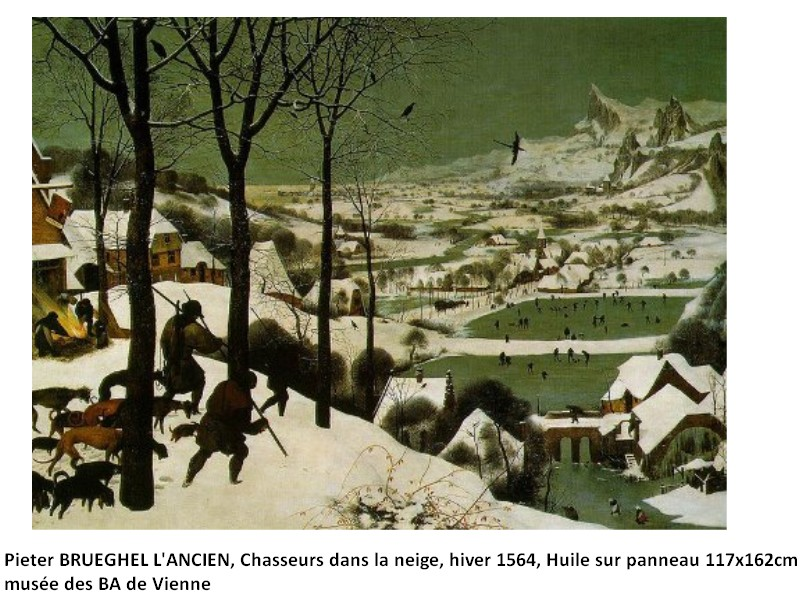 Pieter BRUEGHEL L'ANCIEN, Chasseurs dans la neige, hiver 1564, Huile sur panneau 117x162cm
musée des BA de Vienne